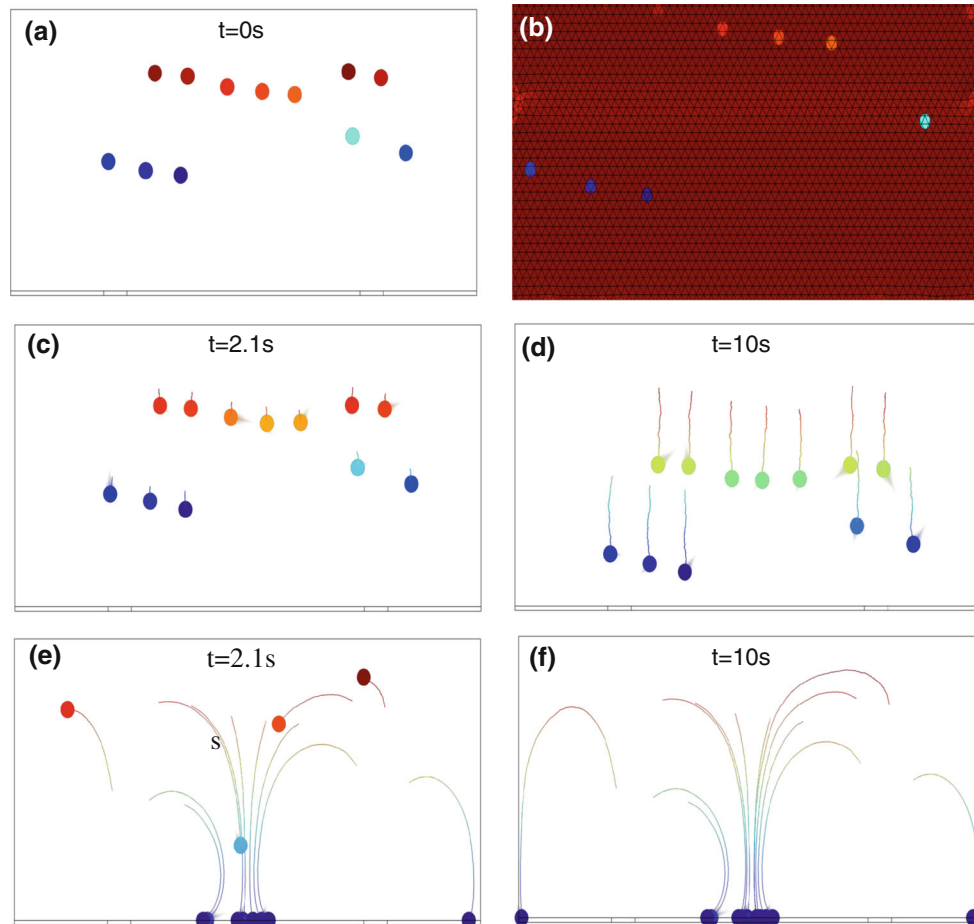 (a)
t=0s
(b)
(c)
t=2.1s
(d)
t=10s
(e)
t=2.1s
s
(f)
t=10s